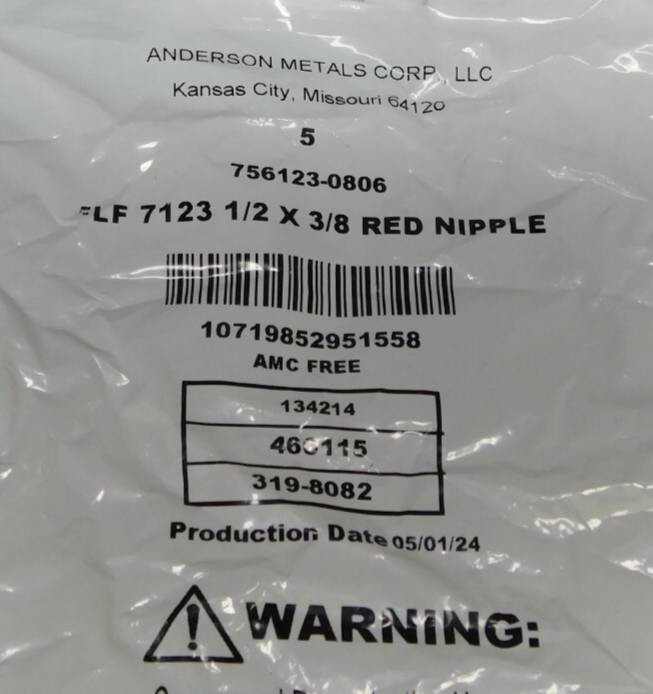 ANDERSON METALS CORP., LLC
Kansas City, Missouri 64120
5
756123-0806
FLF 7123 1/2 X 3/8 RED NIPPLE
10719852951558
AMC FREE
134214
319-8082
Production Date 05/01/24
WARNING: